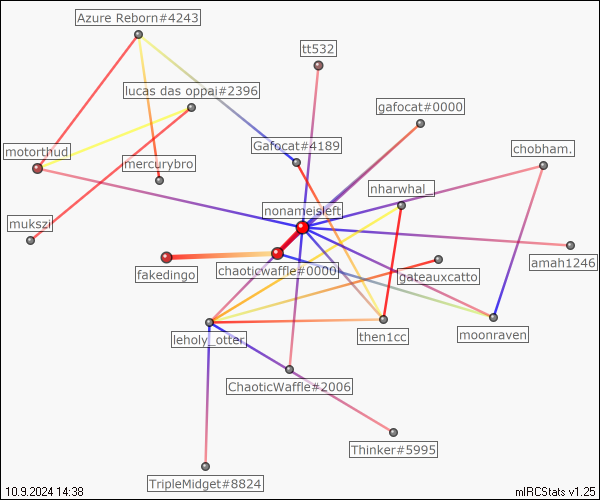 Azure Reborn#4243
tt532
lucas das oppai#2396
gafocat#0000
Gafocat#4189
motorthud
mercurybro
chobham.
nharwhal_
nonameisleft
mukszi
amah1246
fakedingo
chaoticwaffle#0000
gateauxcatto
leholy_otter
then1cc
moonraven
ChaoticWaffle#2006
Thinker#5995
TripleMidget#8824
10.9.2024 14:38
mIRCStats v1.25